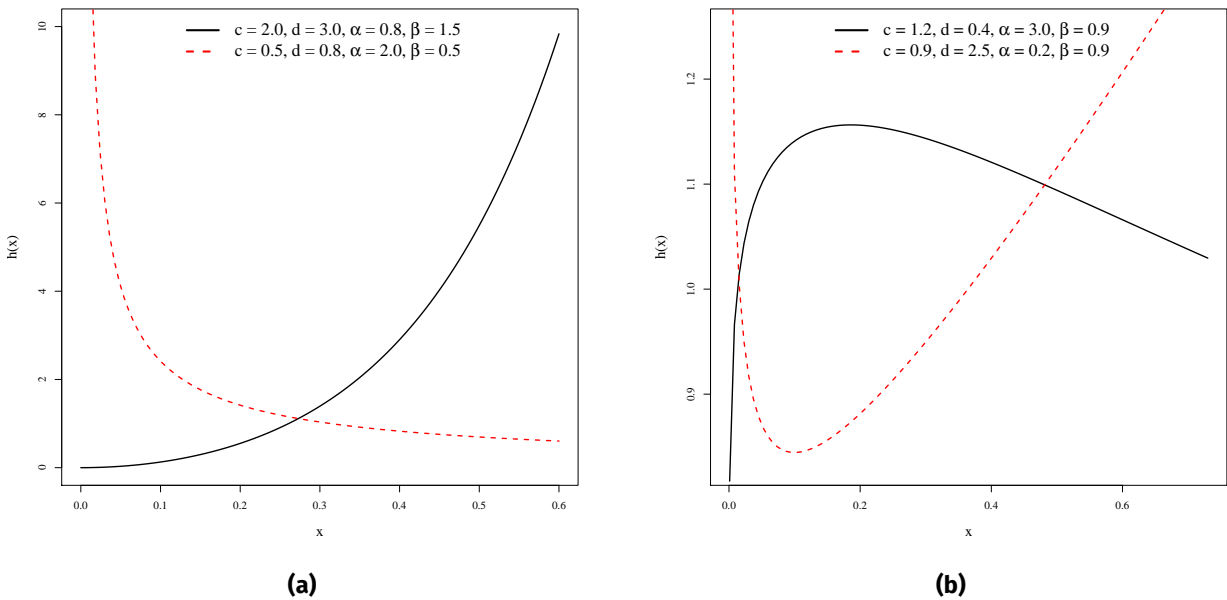 c = 2.0, d = 3.0, α = 0.8, β = 1.5
c = 0.5, d = 0.8, α = 2.0, β = 0.5
h(x)
10
8
6
4
2
0
0.0 0.1 0.2 0.3 0.4 0.5 0.6
x
(a)
c = 1.2, d = 0.4, α = 3.0, β = 0.9
c = 0.9, d = 2.5, α = 0.2, β = 0.9
h(x)
1.2
1.1
1.0
0.9
0.0 0.2 0.4 0.6
x
(b)